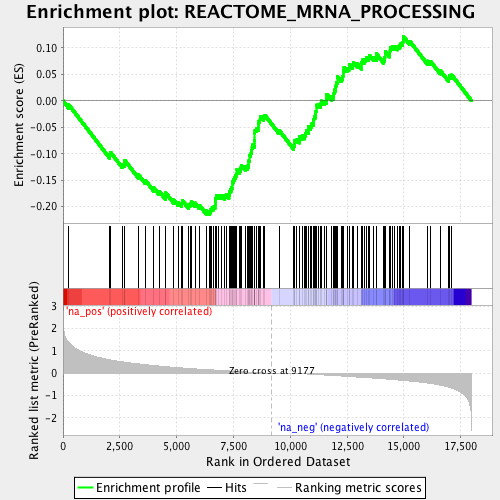 Enrichment plot: REACTOME_MRNA_PROCESSING
Enrichment score (ES)
0.10
0.05
0.00
-0.05
-0.10
-0.15
-0.20
'na_pos' (positively correlated)
Ranked list metric (PreRanked)
3
2
1
0
-1
-2
Zero cross at 9177
'na_neg' (negatively correlated)
0
2,500
5,000
7,500
10,000
12,500
15,000
17,500
Rank in Ordered Dataset
Enrichment profile
Hits
Ranking metric scores